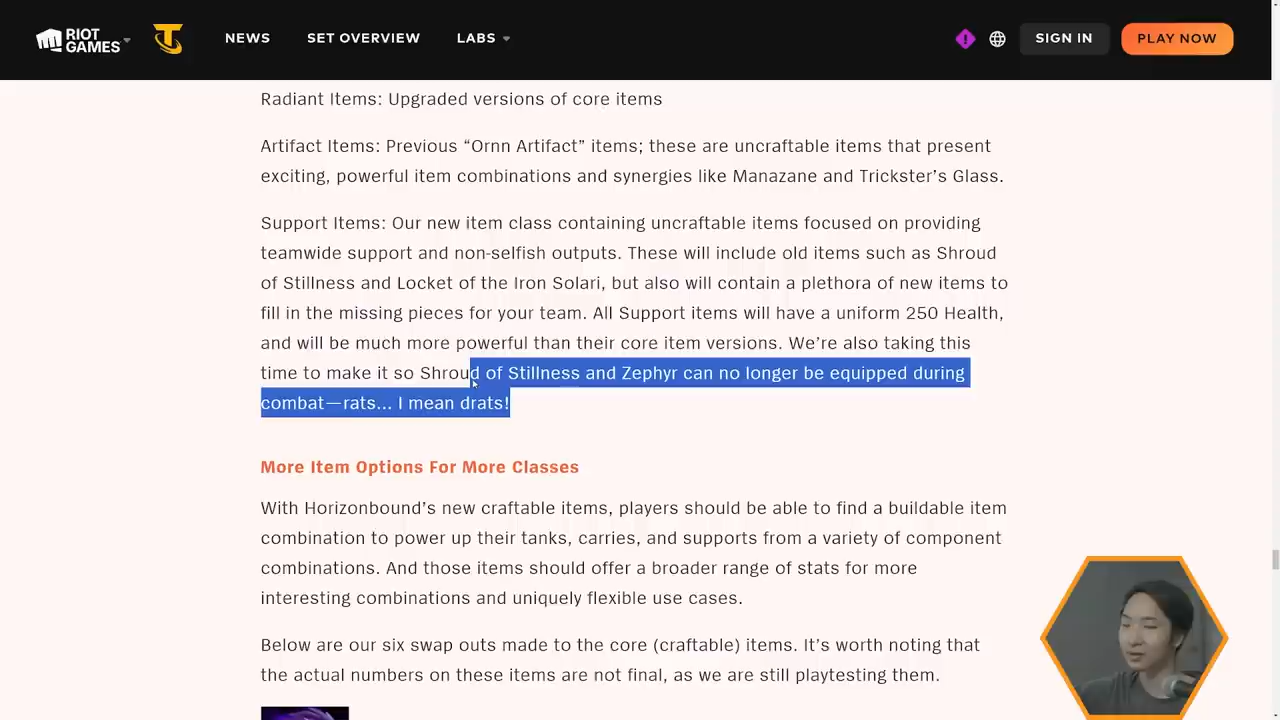 RIOT GAMES
NEWS
SET OVERVIEW
LABS
SIGN IN
PLAY NOW
Radiant Items: Upgraded versions of core items
Artifact Items: Previous “Ornn Artifact” items; these are uncraftable items that present
exciting, powerful item combinations and synergies like Manazane and Trickster’s Glass.
Support Items: Our new item class containing uncraftable items focused on providing
teamwide support and non-selfish outputs. These will include old items such as Shroud
of Stillness and Locket of the Iron Solari, but also will contain a plethora of new items to
fill in the missing pieces for your team. All Support items will have a uniform 250 Health,
and will be much more powerful than their core item versions. We’re also taking this
time to make it so Shroud of Stillness and Zephyr can no longer be equipped during
combat—rats... I mean drats!
More Item Options For More Classes
With Horizonbound’s new craftable items, players should be able to find a buildable item
combination to power up their tanks, carries, and supports from a variety of component
combinations. And those items should offer a broader range of stats for more
interesting combinations and uniquely flexible use cases.
Below are our six swap outs made to the core (craftable) items. It’s worth noting that
the actual numbers on these items are not final, as we are still playtesting them.